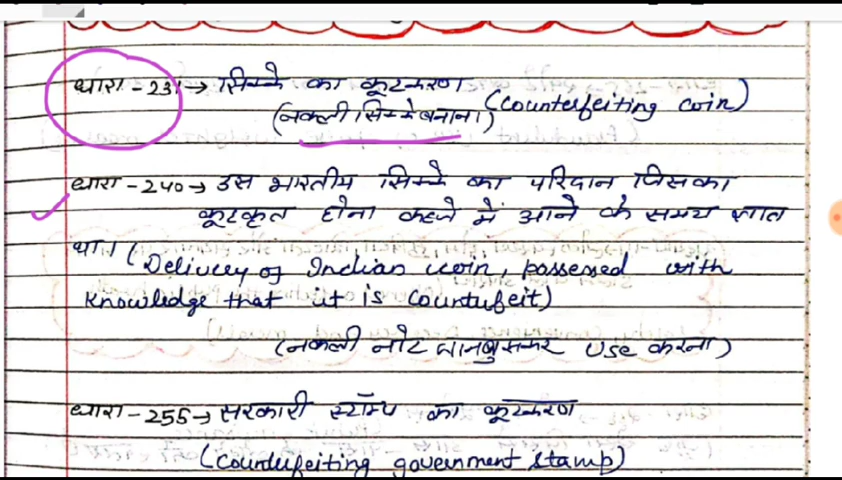 धारा - 231 → सिक्के का कूटकरण (Counterfeiting coin)
(नकली सिक्के बनाना)
धारा - 240 → उस भारतीय सिक्के का परिदान जिसका
कूटकृत होना कब्जे में आने के समय ज्ञात
था। (Delivery of Indian coin, possessed with
knowledge that it is counterfeit)
(नकली नोट जानबुझकर use करना)
धारा - 255 → सरकारी स्टॉम्प का कूटकरण
(Counterfeiting government stamp)